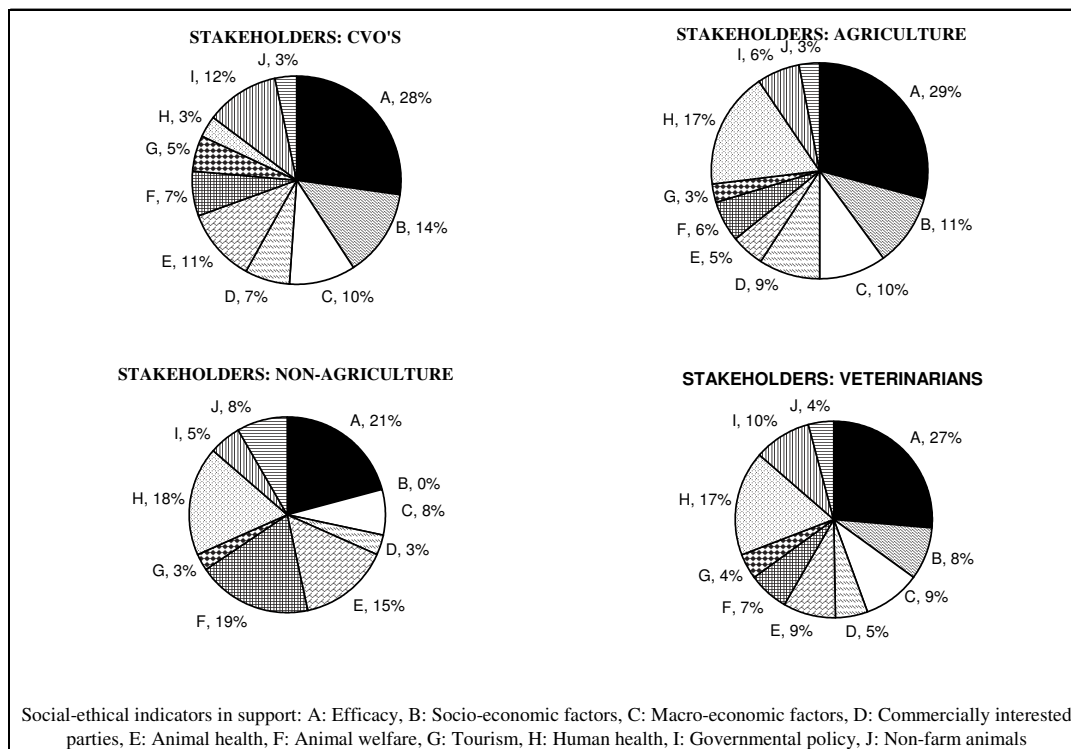 STAKEHOLDERS: CVO'S
J, 3%
I, 12%
A, 28%
H, 3%
G, 5%
F, 7%
B, 14%
E, 11%
D, 7%
C, 10%
STAKEHOLDERS: AGRICULTURE
J, 3%
I, 6%
A, 29%
H, 17%
G, 3%
F, 6%
B, 11%
E, 5%
D, 9%
C, 10%
STAKEHOLDERS: NON-AGRICULTURE
J, 8%
A, 21%
I, 5%
B, 0%
H, 18%
C, 8%
D, 3%
G, 3%
E, 15%
F, 19%
STAKEHOLDERS: VETERINARIANS
J, 4%
I, 10%
A, 27%
H, 17%
B, 8%
G, 4%
C, 9%
F, 7%
E, 9%
D, 5%
Social-ethical indicators in support: A: Efficacy, B: Socio-economic factors, C: Macro-economic factors, D: Commercially interested
parties, E: Animal health, F: Animal welfare, G: Tourism, H: Human health, I: Governmental policy, J: Non-farm animals